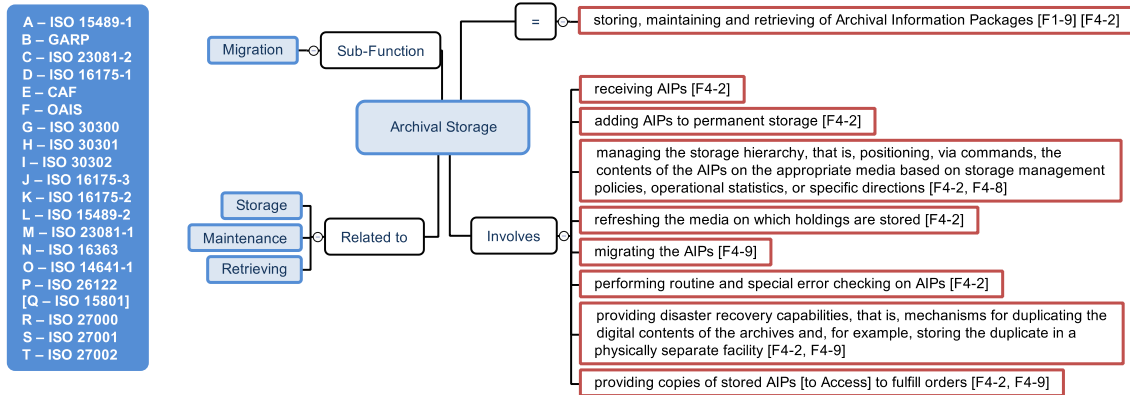 A – ISO 15489-1
B – GARP
C – ISO 23081-2
D – ISO 16175-1
E – CAF
F – OAIS
G – ISO 30300
H – ISO 30301
I – ISO 30302
J – ISO 16175-3
K – ISO 16175-2
L – ISO 15489-2
M – ISO 23081-1
N – ISO 16363
O – ISO 14641-1
P – ISO 26122
[Q – ISO 15801]
R – ISO 27000
S – ISO 27001
T – ISO 27002
Migration
Sub-Function
Archival Storage
Storage
Maintenance
Retrieving
Related to
=
storing, maintaining and retrieving of Archival Information Packages [F1-9] [F4-2]
Involves
receiving AIPs [F4-2]
adding AIPs to permanent storage [F4-2]
managing the storage hierarchy, that is, positioning, via commands, the
contents of the AIPs on the appropriate media based on storage management
policies, operational statistics, or specific directions [F4-2, F4-8]
refreshing the media on which holdings are stored [F4-2]
migrating the AIPs [F4-9]
performing routine and special error checking on AIPs [F4-2]
providing disaster recovery capabilities, that is, mechanisms for duplicating the
digital contents of the archives and, for example, storing the duplicate in a
physically separate facility [F4-2, F4-9]
providing copies of stored AIPs [to Access] to fulfill orders [F4-2, F4-9]